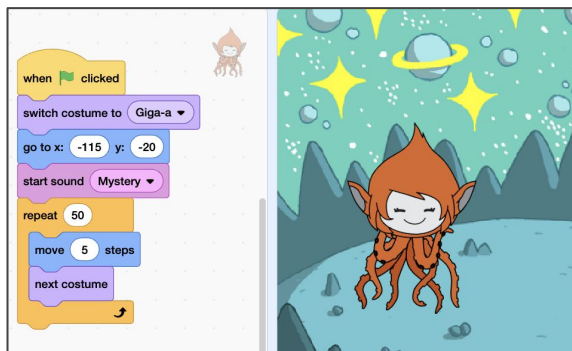 when clicked
switch costume to Giga-a
go to x: -115 y: -20
start sound Mystery
repeat 50
move 5 steps
next costume